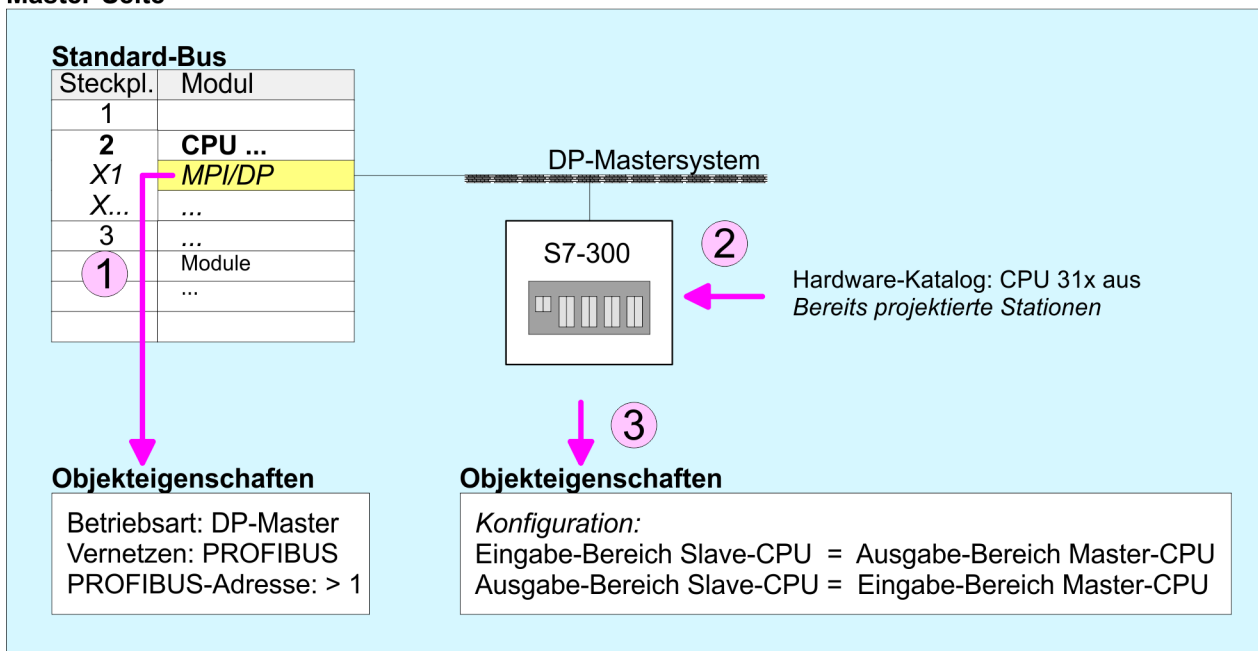 Master-Seite
Standard-Bus
Steckpl. Modul
1
2 CPU ...
X1 MPI/DP
X... ...
3 ...
Module
...
1
DP-Mastersystem
S7-300
2
Hardware-Katalog: CPU 31x aus
Bereits projektierte Stationen
3
Objekteigenschaften
Betriebsart: DP-Master
Vernetzen: PROFIBUS
PROFIBUS-Adresse: > 1
Objekteigenschaften
Konfiguration:
Eingabe-Bereich Slave-CPU = Ausgabe-Bereich Master-CPU
Ausgabe-Bereich Slave-CPU = Eingabe-Bereich Master-CPU